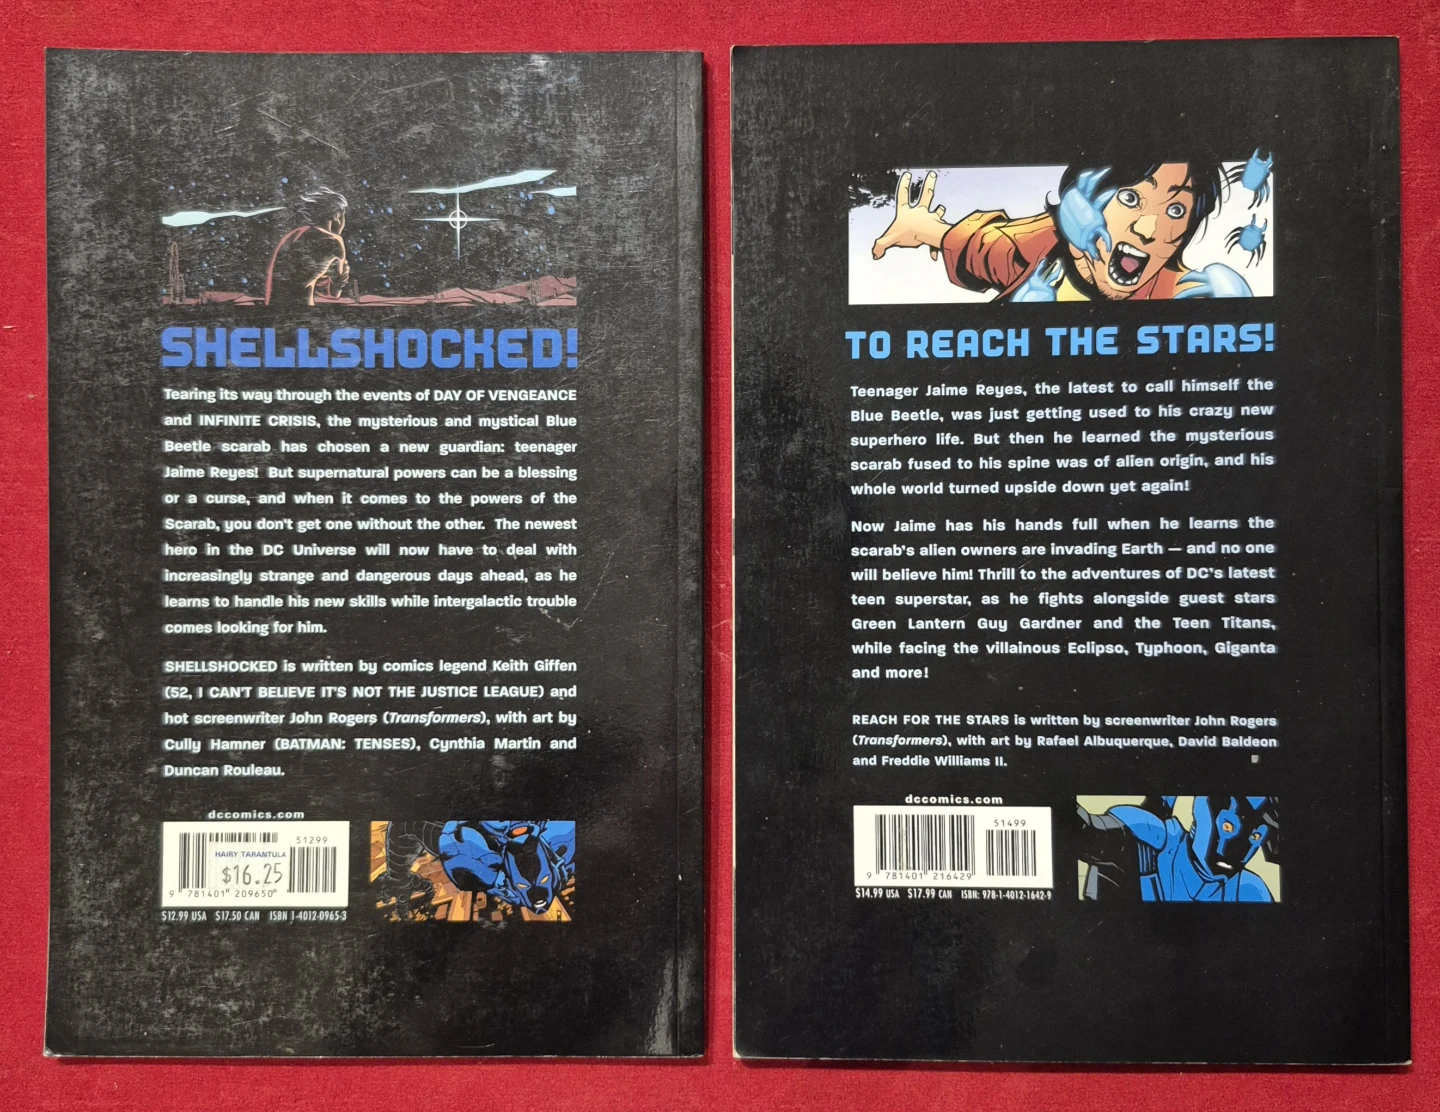 SHELLSHOCKED!
Tearing its way through the events of DAY OF VENGEANCE
and INFINITE CRISIS, the mysterious and mystical Blue
Beetle scarab has chosen a new guardian: teenager
Jaime Reyes! But supernatural powers can be a blessing
or a curse, and when it comes to the powers of the
Scarab, you don't get one without the other. The newest
hero in the DC Universe will now have to deal with
increasingly strange and dangerous days ahead, as he
learns to handle his new skills while intergalactic trouble
comes looking for him.
SHELLSHOCKED is written by comics legend Keith Giffen
(52, I CAN'T BELIEVE IT'S NOT THE JUSTICE LEAGUE) and
hot screenwriter John Rogers (Transformers), with art by
Cully Hamner (BATMAN: TENSES), Cynthia Martin and
Duncan Rouleau.
dccomics.com
51299
HAIRY TARANTULA
$16.25
9 781401 209650
$12.99 USA $17.50 CAN ISBN 1-4012-0965-3
TO REACH THE STARS!
Teenager Jaime Reyes, the latest to call himself the
Blue Beetle, was just getting used to his crazy new
superhero life. But then he learned the mysterious
scarab fused to his spine was of alien origin, and his
whole world turned upside down yet again!
Now Jaime has his hands full when he learns the
scarab's alien owners are invading Earth — and no one
will believe him! Thrill to the adventures of DC's latest
teen superstar, as he fights alongside guest stars
Green Lantern Guy Gardner and the Teen Titans,
while facing the villainous Eclipso, Typhoon, Giganta
and more!
REACH FOR THE STARS is written by screenwriter John Rogers
(Transformers), with art by Rafael Albuquerque, David Baldeon
and Freddie Williams II.
dccomics.com
51499
9 781401 216429
$14.99 USA $17.99 CAN ISBN: 978-1-4012-1642-9